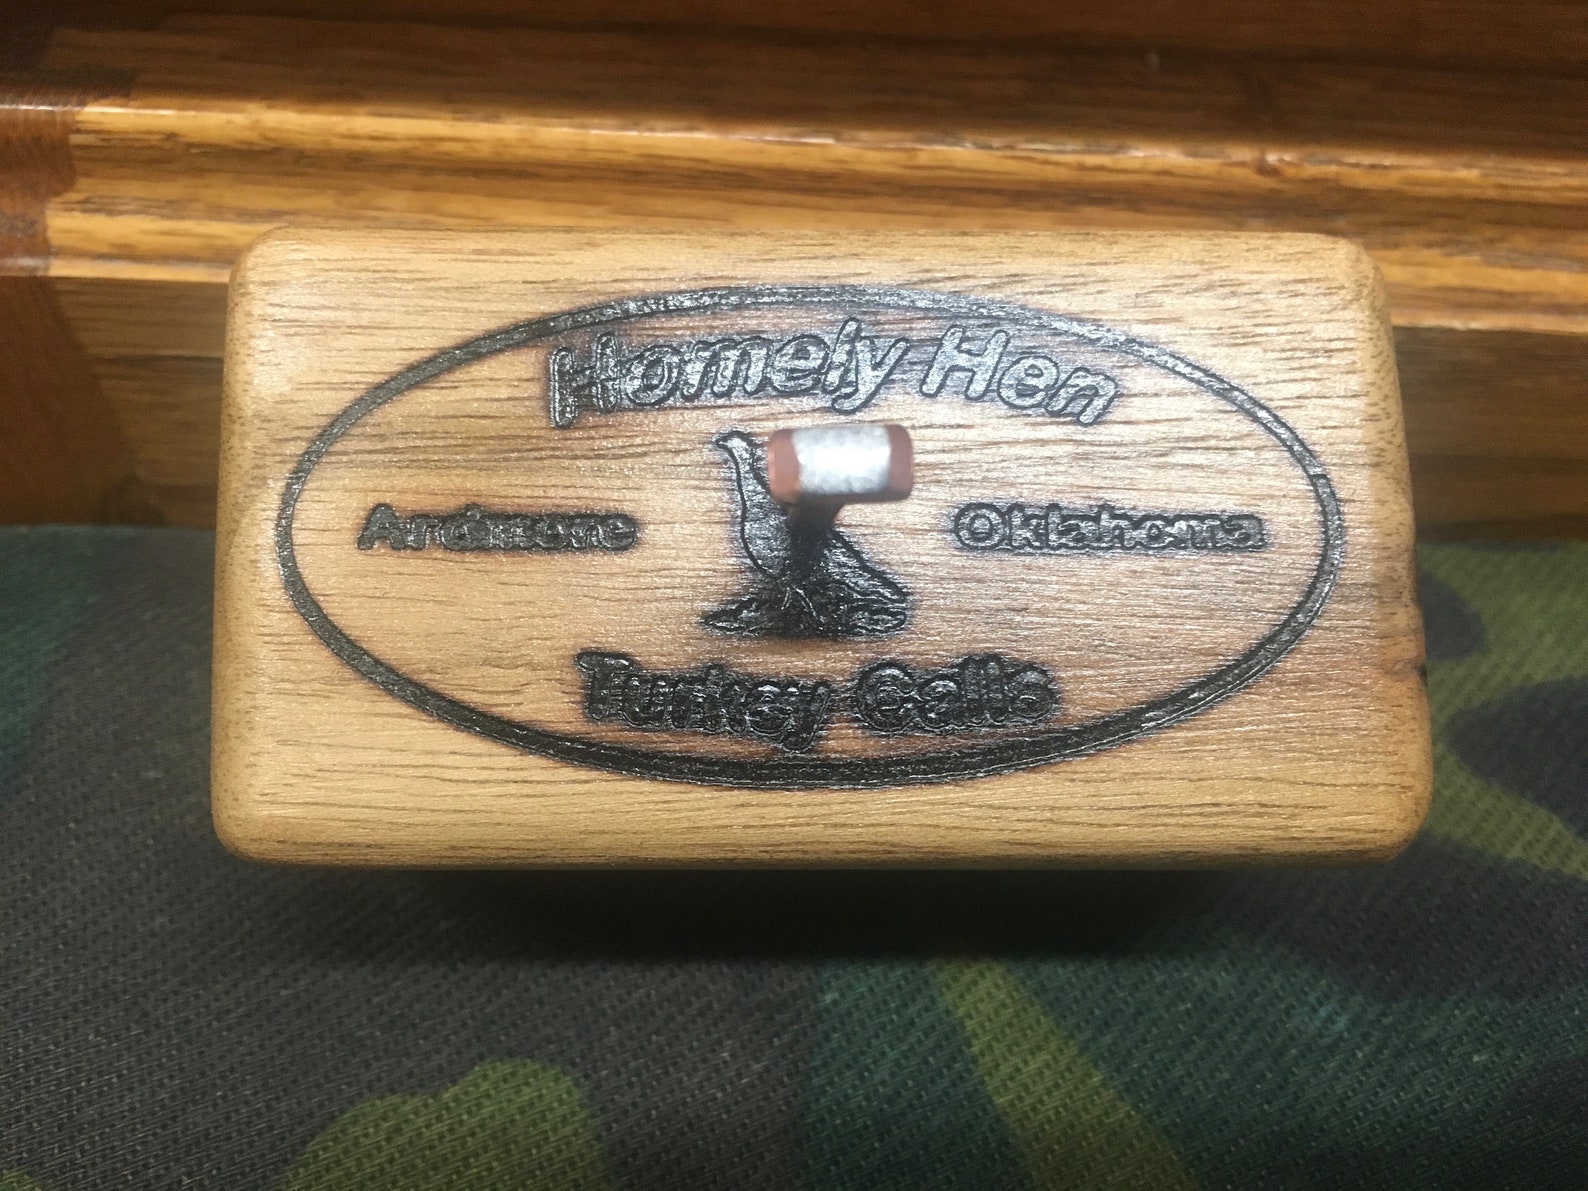 Homely Hen
Ardmore Oklahoma
Turkey Calls